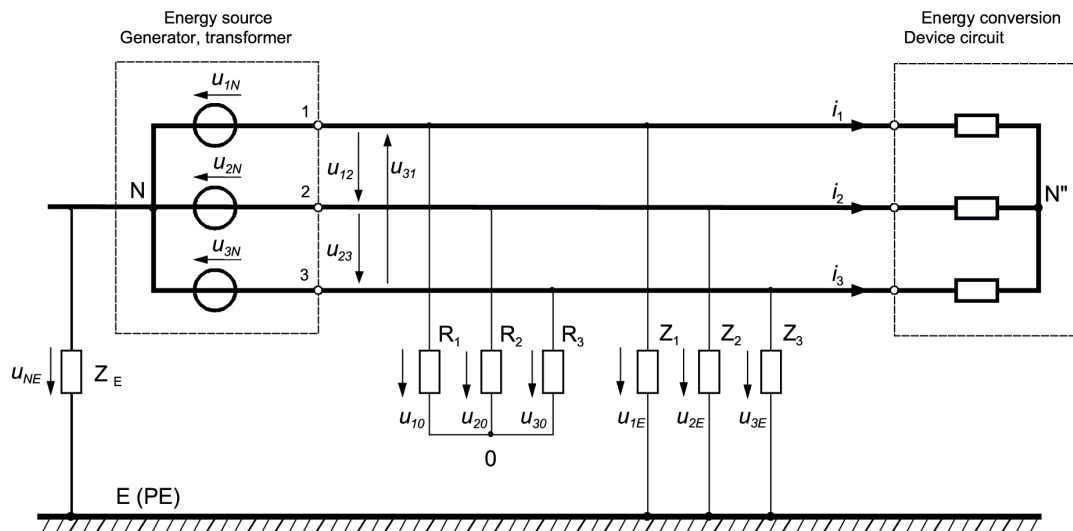 Energy source
Generator, transformer
Energy conversion
Device circuit
u1N
1
i1
u12
u31
u2N
N
2
i2
N"
u3N
u23
3
i3
R1
R2
R3
Z1
Z2
Z3
uNE
ZE
u10
u20
u30
u1E
u2E
u3E
0
E (PE)